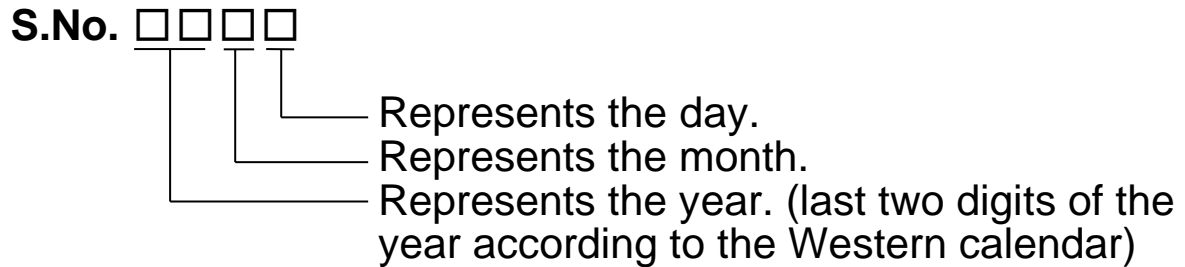 S.No. □□□□
Represents the day.
Represents the month.
Represents the year. (last two digits of the
year according to the Western calendar)